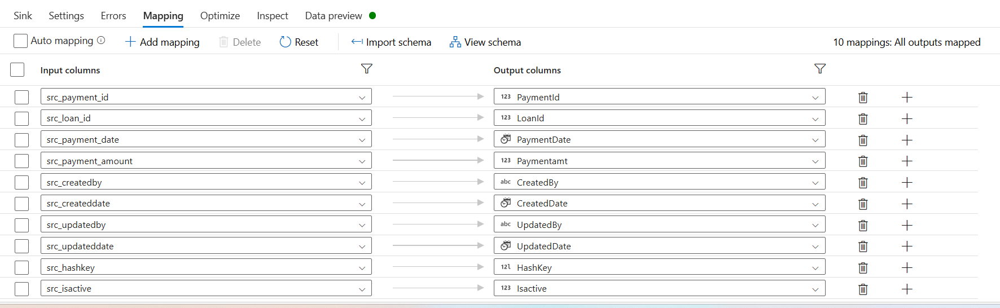 Sink Settings Errors Mapping Optimize Inspect Data preview
Auto mapping Add mapping Delete Reset Import schema View schema 10 mappings: All outputs mapped
Input columns Output columns
src_payment_id 123 PaymentId
src_loan_id 123 LoanId
src_payment_date PaymentDate
src_payment_amount 123 Paymentamt
src_createdby abc CreatedBy
src_createddate CreatedDate
src_updatedby abc UpdatedBy
src_updateddate UpdatedDate
src_hashkey 12l HashKey
src_isactive 123 Isactive